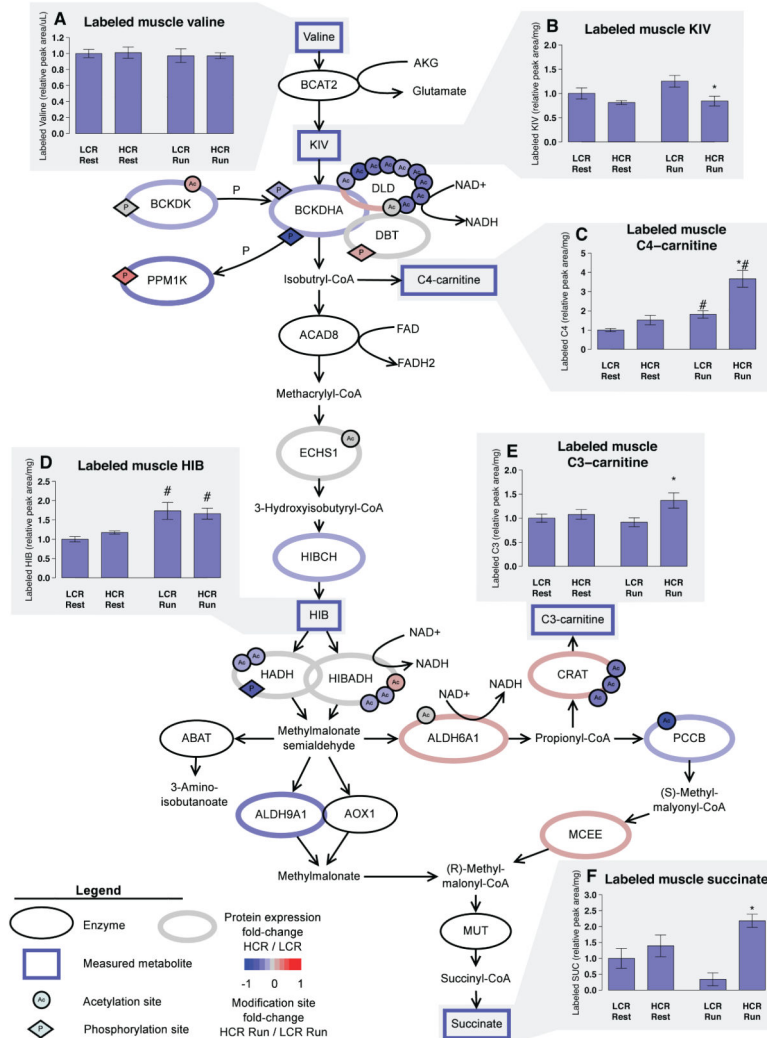 A
Labeled muscle valine
Labeled Valine (relative peak area/uL)
1.2
1.0
0.8
0.6
0.4
0.2
0.0
LCR Rest
HCR Rest
LCR Run
HCR Run
B
Labeled muscle KIV
Labeled KIV (relative peak area/mg)
2.0
1.5
1.0
0.5
0.0
*
LCR Rest
HCR Rest
LCR Run
HCR Run
Valine
BCAT2
AKG
Glutamate
KIV
Ac
Ac
Ac
Ac
Ac
Ac
Ac
Ac
Ac
Ac
DLD
NAD+
NADH
Ac
BCKDK
P
P
P
BCKDHA
P
DBT
P
P
P
PPM1K
Isobutryl-CoA
C4-carnitine
C
Labeled muscle
C4–carnitine
Labeled C4 (relative peak area/mg)
5
4
3
2
1
0
#
*#
LCR Rest
HCR Rest
LCR Run
HCR Run
ACAD8
FAD
FADH2
Methacrylyl-CoA
Ac
ECHS1
3-Hydroxyisobutyryl-CoA
HIBCH
HIB
D
Labeled muscle HIB
Labeled HIB (relative peak area/mg)
2.5
2.0
1.5
1.0
0.5
0.0
#
#
LCR Rest
HCR Rest
LCR Run
HCR Run
E
Labeled muscle
C3–carnitine
Labeled C3 (relative peak area/mg)
2.0
1.5
1.0
0.5
0.0
*
LCR Rest
HCR Rest
LCR Run
HCR Run
C3-carnitine
NAD+
NADH
Ac
Ac
HADH
P
HIBADH
Ac
Ac
Ac
CRAT
Ac
Ac
Ac
NAD+
NADH
Ac
ABAT
Methylmalonate
semialdehyde
ALDH6A1
Propionyl-CoA
Ac
PCCB
3-Amino-
isobutanoate
ALDH9A1
AOX1
(S)-Methyl-
malyonyl-CoA
MCEE
Methylmalonate
(R)-Methyl-
malonyl-CoA
MUT
Succinyl-CoA
Succinate
F
Labeled muscle succinate
Labeled SUC (relative peak area/mg)
3.0
2.5
2.0
1.5
1.0
0.5
0.0
*
LCR Rest
HCR Rest
LCR Run
HCR Run
Legend
Enzyme
Measured metabolite
Ac
Acetylation site
P
Phosphorylation site
Protein expression
fold-change
HCR / LCR
-1 0 1
Modification site
fold-change
HCR Run / LCR Run